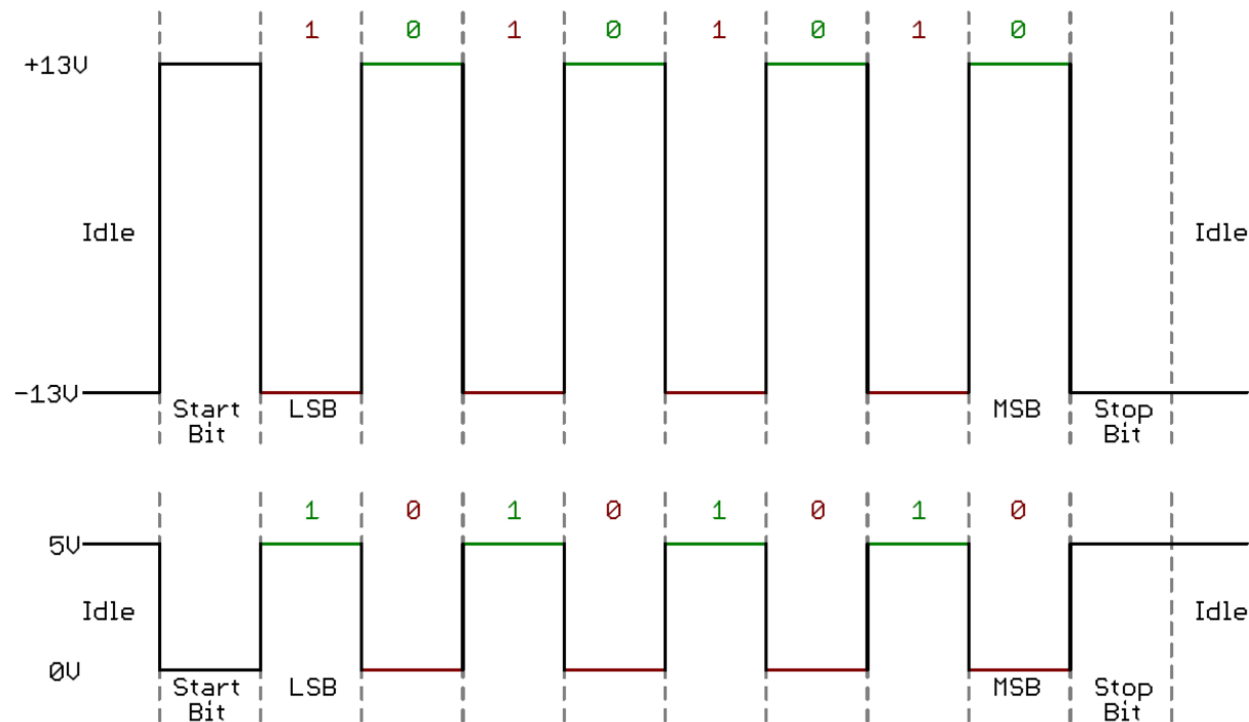 1 0 1 0 1 0 1 0
+13V
Idle Idle
-13V
Start LSB MSB Stop
Bit Bit
1 0 1 0 1 0 1 0
5V
Idle Idle
0V
Start LSB MSB Stop
Bit Bit